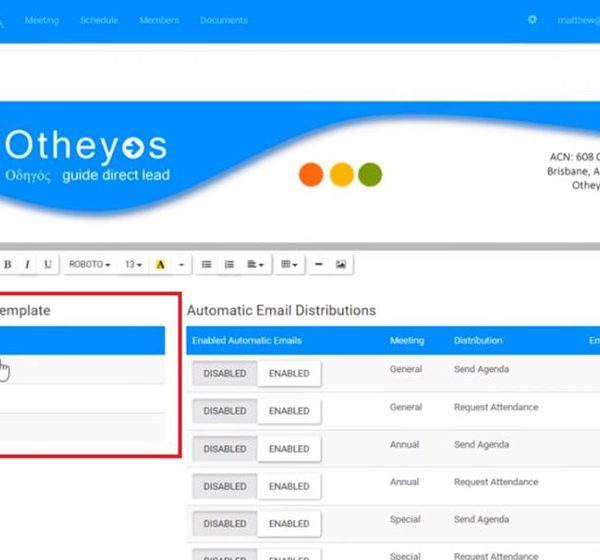 Meeting Schedule Members Documents matthew@
Otheyos
Οδηγός guide direct lead
ACN: 608
Brisbane, A
Othey
B I U ROBOTO 13 A
emplate
Automatic Email Distributions
Enabled Automatic Emails Meeting Distribution En
DISABLED ENABLED General Send Agenda
DISABLED ENABLED General Request Attendance
DISABLED ENABLED Annual Send Agenda
DISABLED ENABLED Annual Request Attendance
DISABLED ENABLED Special Send Agenda
DISABLED ENABLED Special Request Attendance